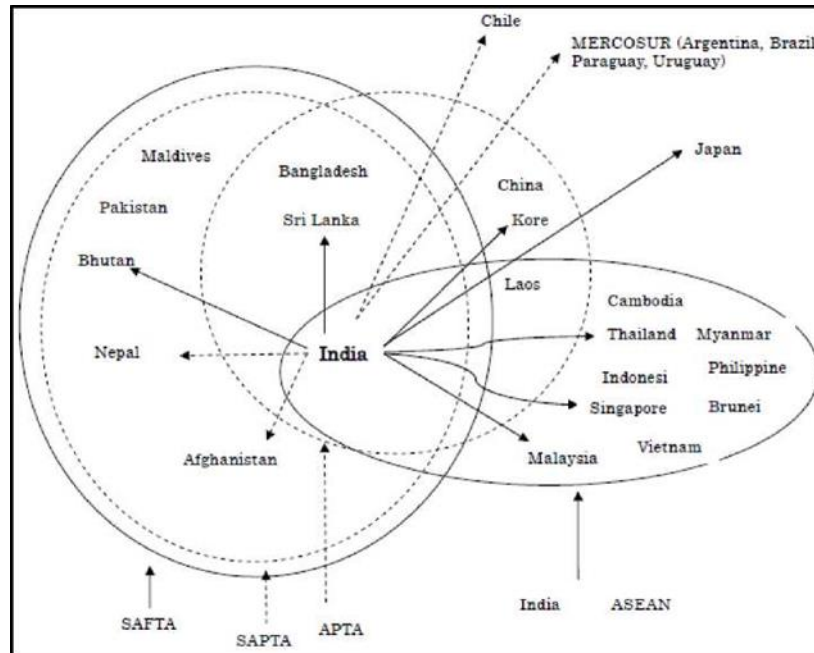 Chile
MERCOSUR (Argentina, Brazil
Paraguay, Uruguay)
Japan
Maldives
Bangladesh
China
Pakistan
Sri Lanka
Kore
Bhutan
Laos
Cambodia
Nepal
India
Thailand Myanmar
Indonesi Philippine
Singapore Brunei
Afghanistan
Malaysia Vietnam
India ASEAN
SAFTA
SAPTA
APTA